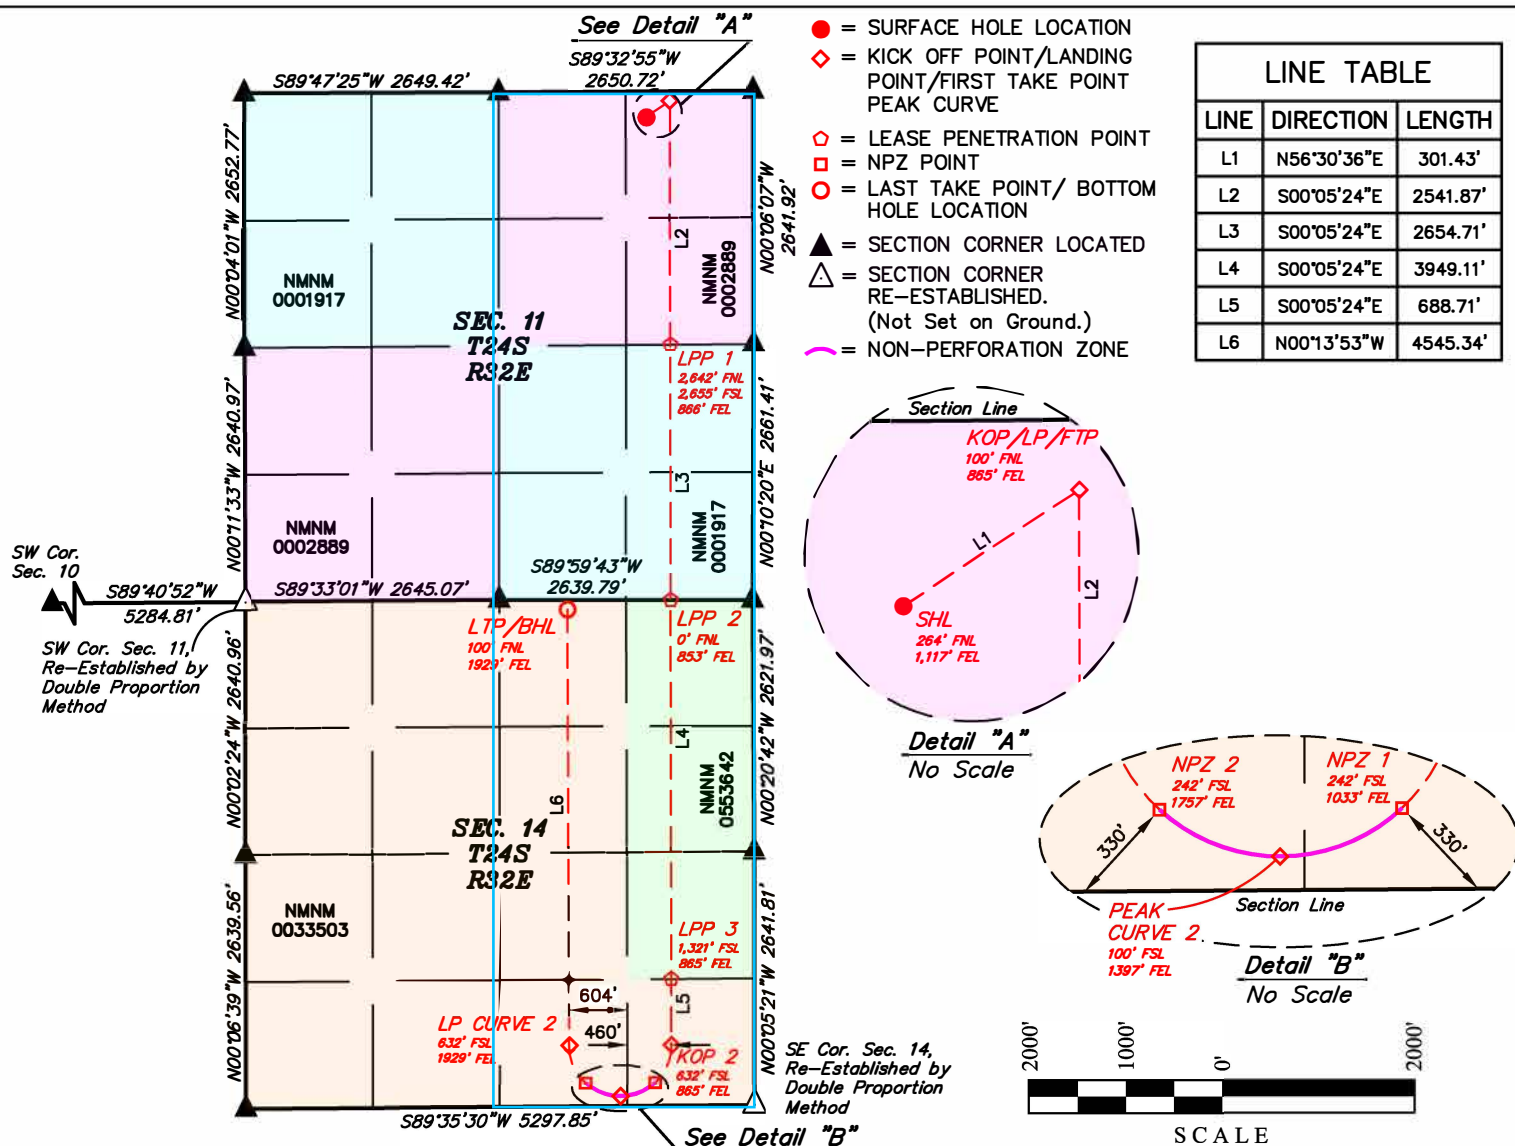 See Detail "A"
S89°32'55"W
2650.72'
S89°47'25"W 2649.42'
N00°04'01"W 2652.77'
N00°06'07"W
2641.92'
NMNM
0001917
NMNM
0002889
L2
SEC. 11
T24S
R32E
LPP 1
2,642' FNL
2,655' FSL
866' FEL
N00°11'33"W 2640.97'
N00°10'20"E 2661.41'
L3
NMNM
0002889
NMNM
0001917
SW Cor.
Sec. 10
S89°40'52"W
5284.81'
S89°33'01"W 2645.07'
S89°59'43"W
2639.79'
SW Cor. Sec. 11,
Re-Established by
Double Proportion
Method
LTP/BHL
100' FNL
1929' FEL
LPP 2
0' FNL
853' FEL
N00°02'24"W 2640.96'
N00°20'42"W 2621.97'
L4
L6
NMNM
0553642
SEC. 14
T24S
R32E
NMNM
0033503
LPP 3
1,321' FSL
865' FEL
N00°06'39"W 2639.56'
N00°05'21"W 2641.81'
604'
L5
460'
LP CURVE 2
632' FSL
1929' FEL
KOP 2
632' FSL
865' FEL
SE Cor. Sec. 14,
Re-Established by
Double Proportion
Method
S89°35'30"W 5297.85'
See Detail "B"
= SURFACE HOLE LOCATION
= KICK OFF POINT/LANDING
POINT/FIRST TAKE POINT
PEAK CURVE
= LEASE PENETRATION POINT
= NPZ POINT
= LAST TAKE POINT/ BOTTOM
HOLE LOCATION
= SECTION CORNER LOCATED
= SECTION CORNER
RE-ESTABLISHED.
(Not Set on Ground.)
= NON-PERFORATION ZONE
LINE TABLE
LINE DIRECTION LENGTH
L1 N56°30'36"E 301.43'
L2 S00°05'24"E 2541.87'
L3 S00°05'24"E 2654.71'
L4 S00°05'24"E 3949.11'
L5 S00°05'24"E 688.71'
L6 N00°13'53"W 4545.34'
Section Line
KOP/LP/FTP
100' FNL
865' FEL
L1
L2
SHL
264' FNL
1,117' FEL
Detail "A"
No Scale
NPZ 2
242' FSL
1757' FEL
NPZ 1
242' FSL
1033' FEL
330'
330'
Section Line
PEAK
CURVE 2
100' FSL
1397' FEL
Detail "B"
No Scale
2000'
1000'
0'
2000'
SCALE